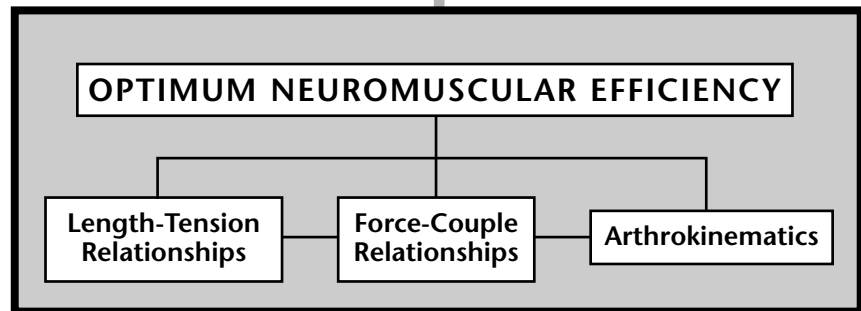 OPTIMUM NEUROMUSCULAR EFFICIENCY
Length-Tension
Relationships
Force-Couple
Relationships
Arthrokinematics